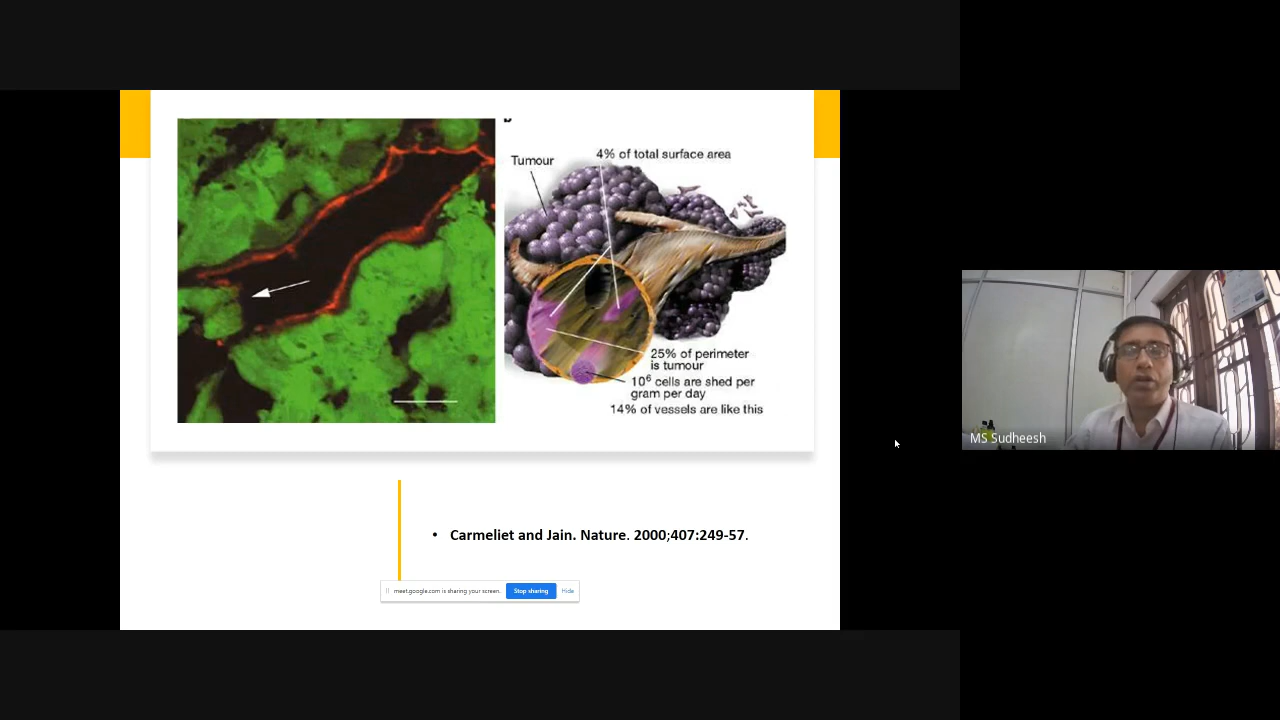 Tumour
4% of total surface area
25% of perimeter
is tumour
10⁶ cells are shed per
gram per day
14% of vessels are like this
• Carmeliet and Jain. Nature. 2000;407:249-57.
meet.google.com is sharing your screen.
Stop sharing
Hide
MS Sudheesh